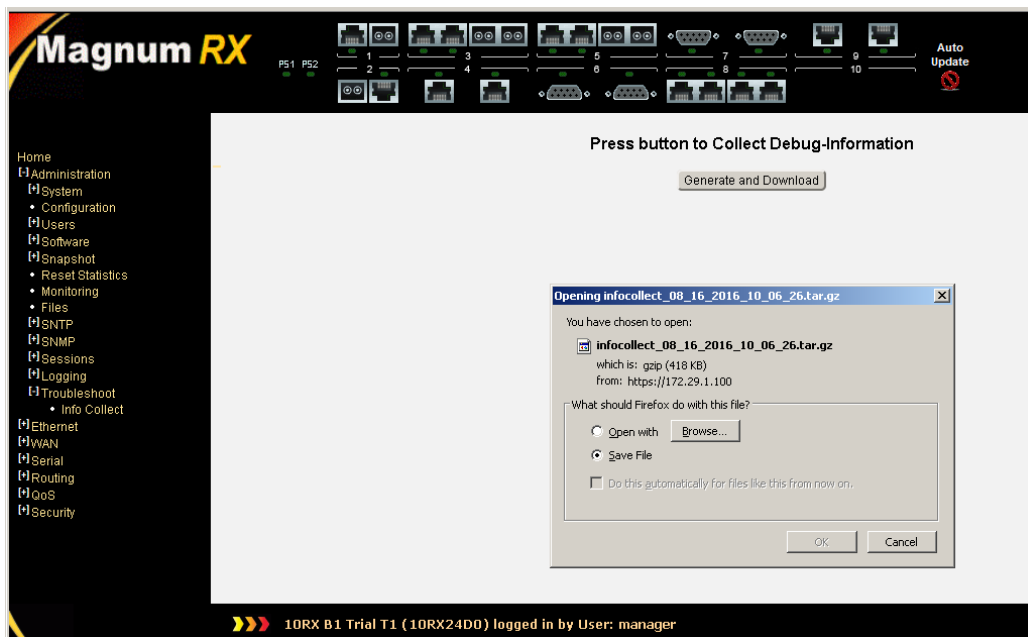 Magnum RX
PS1 PS2
1 3 5 7 9
2 4 6 8 10
Auto
Update
Home
[-] Administration
[+] System
• Configuration
[+] Users
[+] Software
[+] Snapshot
• Reset Statistics
• Monitoring
• Files
[+] SNTP
[+] SNMP
[+] Sessions
[+] Logging
[-] Troubleshoot
• Info Collect
[+] Ethernet
[+] WAN
[+] Serial
[+] Routing
[+] QoS
[+] Security
Press button to Collect Debug-Information
Generate and Download
Opening infocollect_08_16_2016_10_06_26.tar.gz
You have chosen to open:
infocollect_08_16_2016_10_06_26.tar.gz
which is: gzip (418 KB)
from: https://172.29.1.100
What should Firefox do with this file?
Open with Browse...
Save File
Do this automatically for files like this from now on.
OK Cancel
10RX B1 Trial T1 (10RX24D0) logged in by User: manager